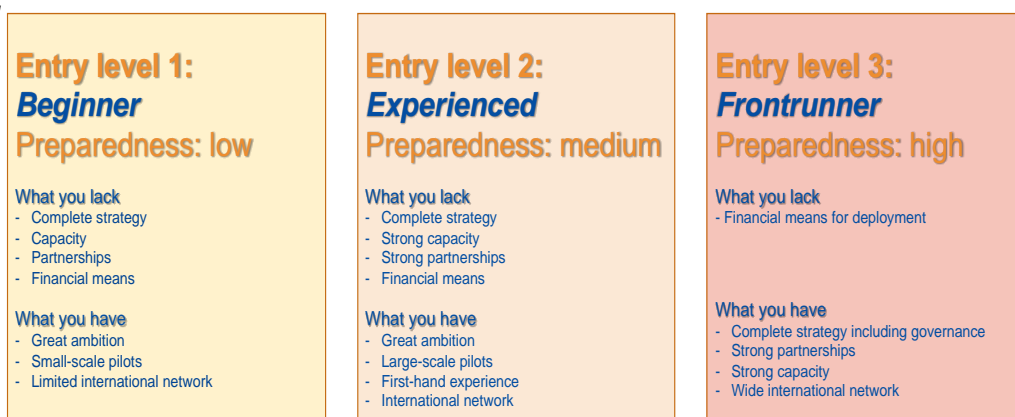 Entry level 1:
Beginner
Preparedness: low
What you lack
- Complete strategy
- Capacity
- Partnerships
- Financial means
What you have
- Great ambition
- Small-scale pilots
- Limited international network
Entry level 2:
Experienced
Preparedness: medium
What you lack
- Complete strategy
- Strong capacity
- Strong partnerships
- Financial means
What you have
- Great ambition
- Large-scale pilots
- First-hand experience
- International network
Entry level 3:
Frontrunner
Preparedness: high
What you lack
- Financial means for deployment
What you have
- Complete strategy including governance
- Strong partnerships
- Strong capacity
- Wide international network